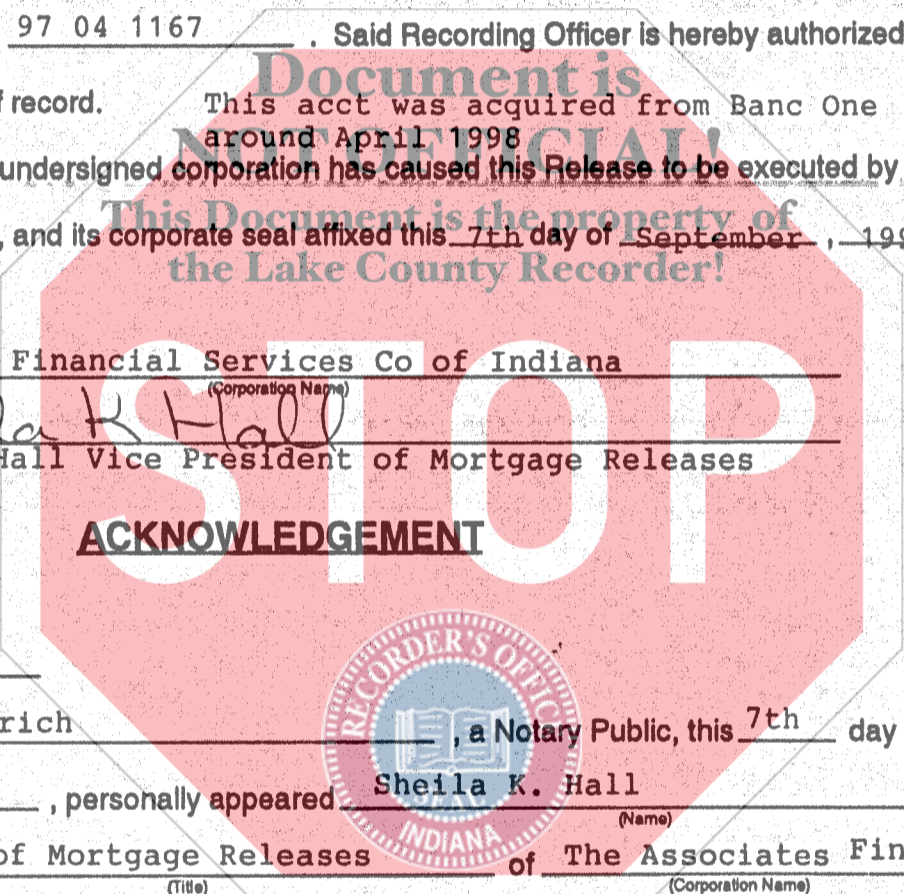 97 04 1167 . Said Recording Officer is hereby authorized
Document is
f record. This acct was acquired from Banc One
around April 1998
NOT OFFICIAL!
undersigned corporation has caused this Release to be executed by
This Document is the property of
, and its corporate seal affixed this 7th day of September , 199
the Lake County Recorder!
Financial Services Co of Indiana
(Corporation Name)
la K Hall
Hall Vice President of Mortgage Releases
STOP
ACKNOWLEDGEMENT
RECORDER'S OFFICE
rich , a Notary Public, this 7th day
, personally appeared Sheila K. Hall
SEAL
(Name)
INDIANA
of Mortgage Releases of The Associates Fin
(Title) (Corporation Name)